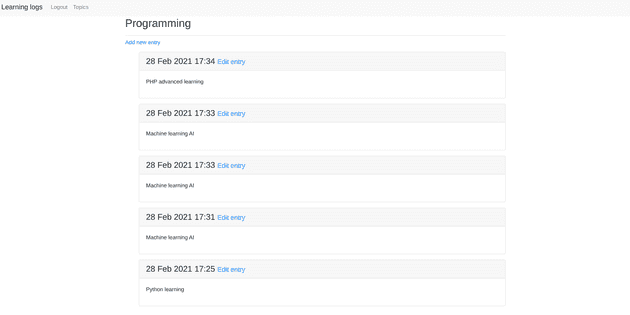 Learning logs Logout Topics
Programming
Add new entry
28 Feb 2021 17:34 Edit entry
PHP advanced learning
28 Feb 2021 17:33 Edit entry
Machine learning AI
28 Feb 2021 17:33 Edit entry
Machine learning AI
28 Feb 2021 17:31 Edit entry
Machine learning AI
28 Feb 2021 17:25 Edit entry
Python learning